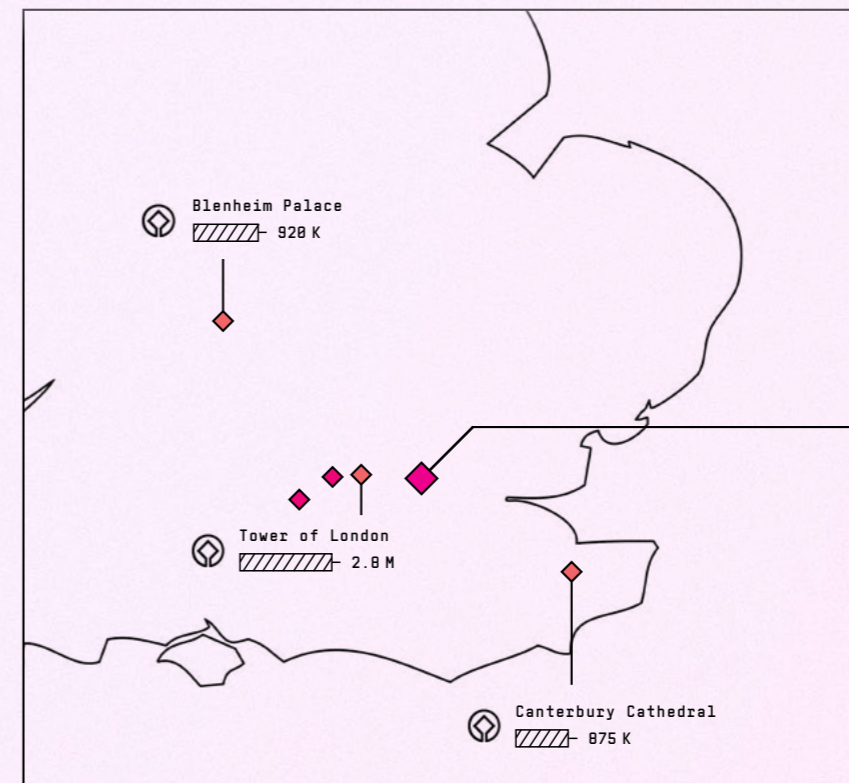 Blenheim Palace
920 K
Tower of London
2.8 M
Canterbury Cathedral
875 K